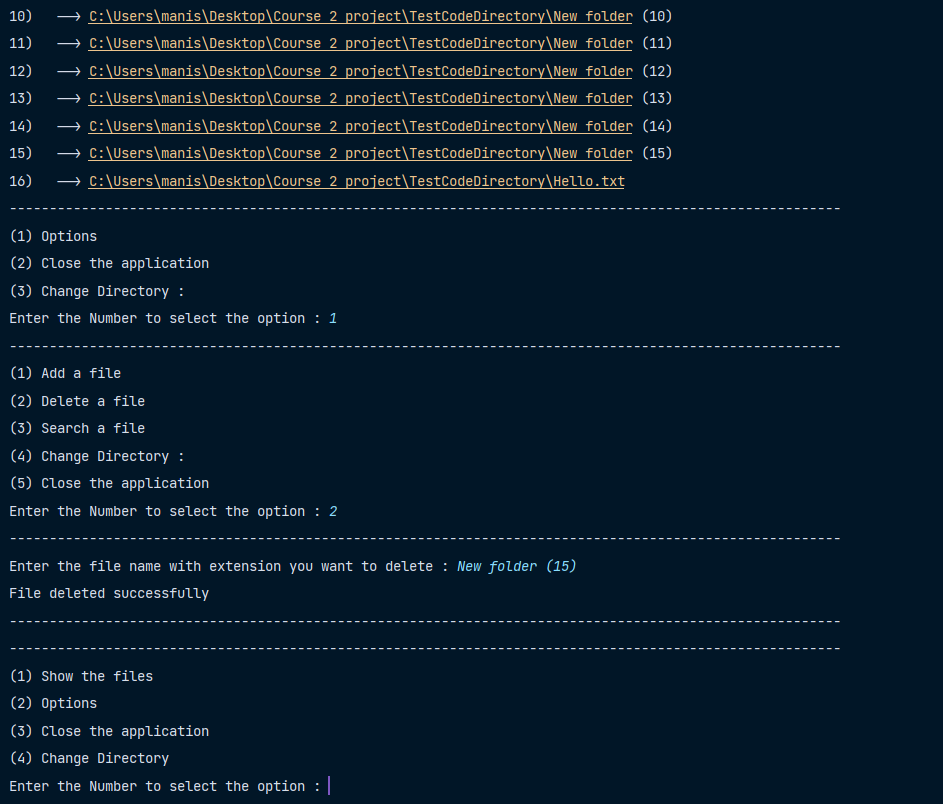 10)   ⟶ C:\Users\manis\Desktop\Course 2 project\TestCodeDirectory\New folder (10)
11)   ⟶ C:\Users\manis\Desktop\Course 2 project\TestCodeDirectory\New folder (11)
12)   ⟶ C:\Users\manis\Desktop\Course 2 project\TestCodeDirectory\New folder (12)
13)   ⟶ C:\Users\manis\Desktop\Course 2 project\TestCodeDirectory\New folder (13)
14)   ⟶ C:\Users\manis\Desktop\Course 2 project\TestCodeDirectory\New folder (14)
15)   ⟶ C:\Users\manis\Desktop\Course 2 project\TestCodeDirectory\New folder (15)
16)   ⟶ C:\Users\manis\Desktop\Course 2 project\TestCodeDirectory\Hello.txt
--------------------------------------------------------------------------------------------------------
(1) Options
(2) Close the application
(3) Change Directory :
Enter the Number to select the option : 1
--------------------------------------------------------------------------------------------------------
(1) Add a file
(2) Delete a file
(3) Search a file
(4) Change Directory :
(5) Close the application
Enter the Number to select the option : 2
--------------------------------------------------------------------------------------------------------
Enter the file name with extension you want to delete : New folder (15)
File deleted successfully
--------------------------------------------------------------------------------------------------------
--------------------------------------------------------------------------------------------------------
(1) Show the files
(2) Options
(3) Close the application
(4) Change Directory
Enter the Number to select the option :